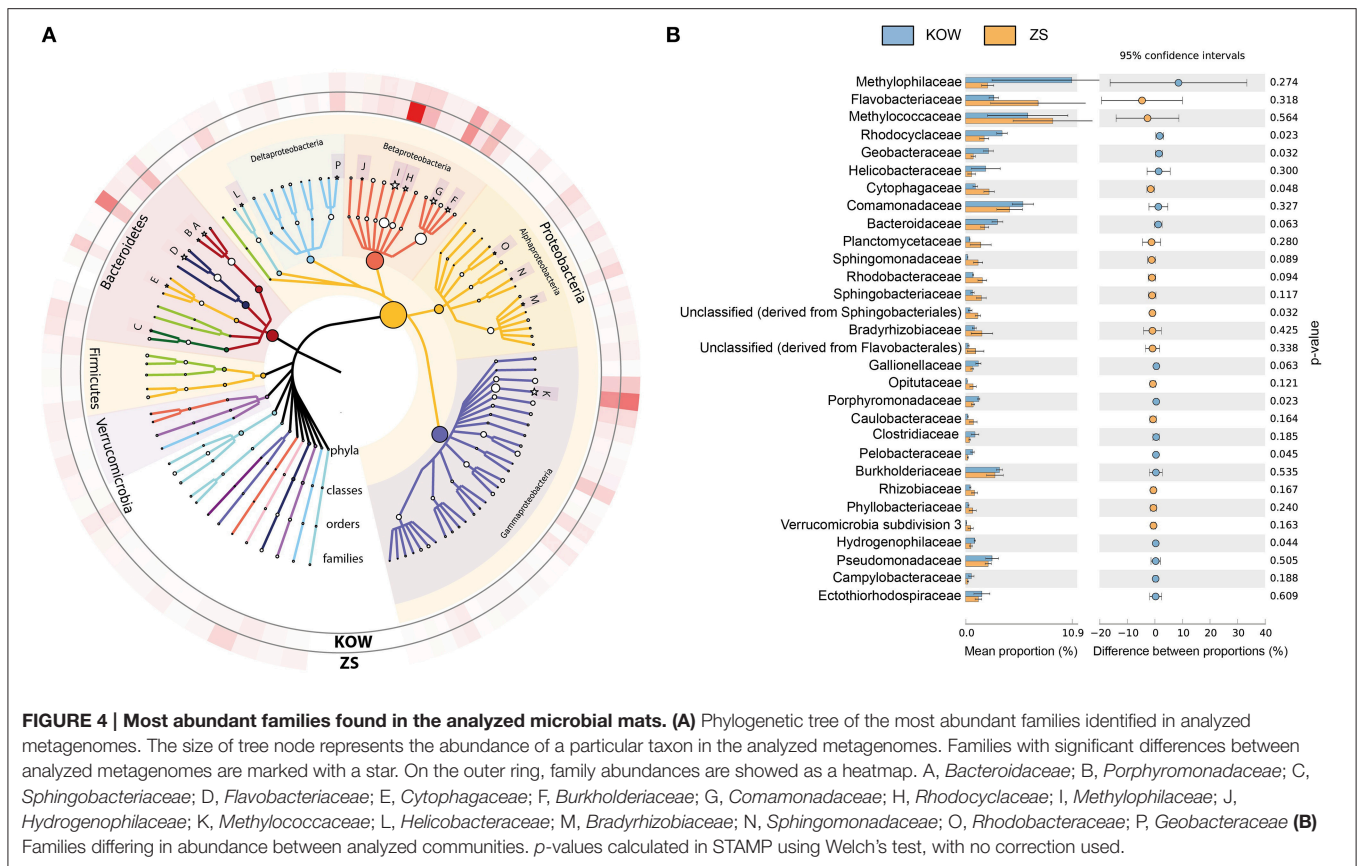 A
Deltaproteobacteria
Betaproteobacteria
P
J
I
H
G
F
L
Proteobacteria
Alphaproteobacteria
O
N
M
Bacteroidetes
B A
D
E
C
Firmicutes
Verrucomicrobia
K
Gammaproteobacteria
phyla
classes
orders
families
KOW
ZS
B
KOW ZS
95% confidence intervals
Methylophilaceae 0.274
Flavobacteriaceae 0.318
Methylococcaceae 0.564
Rhodocyclaceae 0.023
Geobacteraceae 0.032
Helicobacteraceae 0.300
Cytophagaceae 0.048
Comamonadaceae 0.327
Bacteroidaceae 0.063
Planctomycetaceae 0.280
Sphingomonadaceae 0.089
Rhodobacteraceae 0.094
Sphingobacteriaceae 0.117
Unclassified (derived from Sphingobacteriales) 0.032
Bradyrhizobiaceae 0.425
Unclassified (derived from Flavobacterales) 0.338
Gallionellaceae 0.063
Opitutaceae 0.121
Porphyromonadaceae 0.023
Caulobacteraceae 0.164
Clostridiaceae 0.185
Pelobacteraceae 0.045
Burkholderiaceae 0.535
Rhizobiaceae 0.167
Phyllobacteriaceae 0.240
Verrucomicrobia subdivision 3 0.163
Hydrogenophilaceae 0.044
Pseudomonadaceae 0.505
Campylobacteraceae 0.188
Ectothiorhodospiraceae 0.609
p-value
0.0 10.9 −20 −10 0 10 20 30 40
Mean proportion (%) Difference between proportions (%)
FIGURE 4 | Most abundant families found in the analyzed microbial mats. (A) Phylogenetic tree of the most abundant families identified in analyzed
metagenomes. The size of tree node represents the abundance of a particular taxon in the analyzed metagenomes. Families with significant differences between
analyzed metagenomes are marked with a star. On the outer ring, family abundances are showed as a heatmap. A, Bacteroidaceae; B, Porphyromonadaceae; C,
Sphingobacteriaceae; D, Flavobacteriaceae; E, Cytophagaceae; F, Burkholderiaceae; G, Comamonadaceae; H, Rhodocyclaceae; I, Methylophilaceae; J,
Hydrogenophilaceae; K, Methylococcaceae; L, Helicobacteraceae; M, Bradyrhizobiaceae; N, Sphingomonadaceae; O, Rhodobacteraceae; P, Geobacteraceae (B)
Families differing in abundance between analyzed communities. p-values calculated in STAMP using Welch's test, with no correction used.